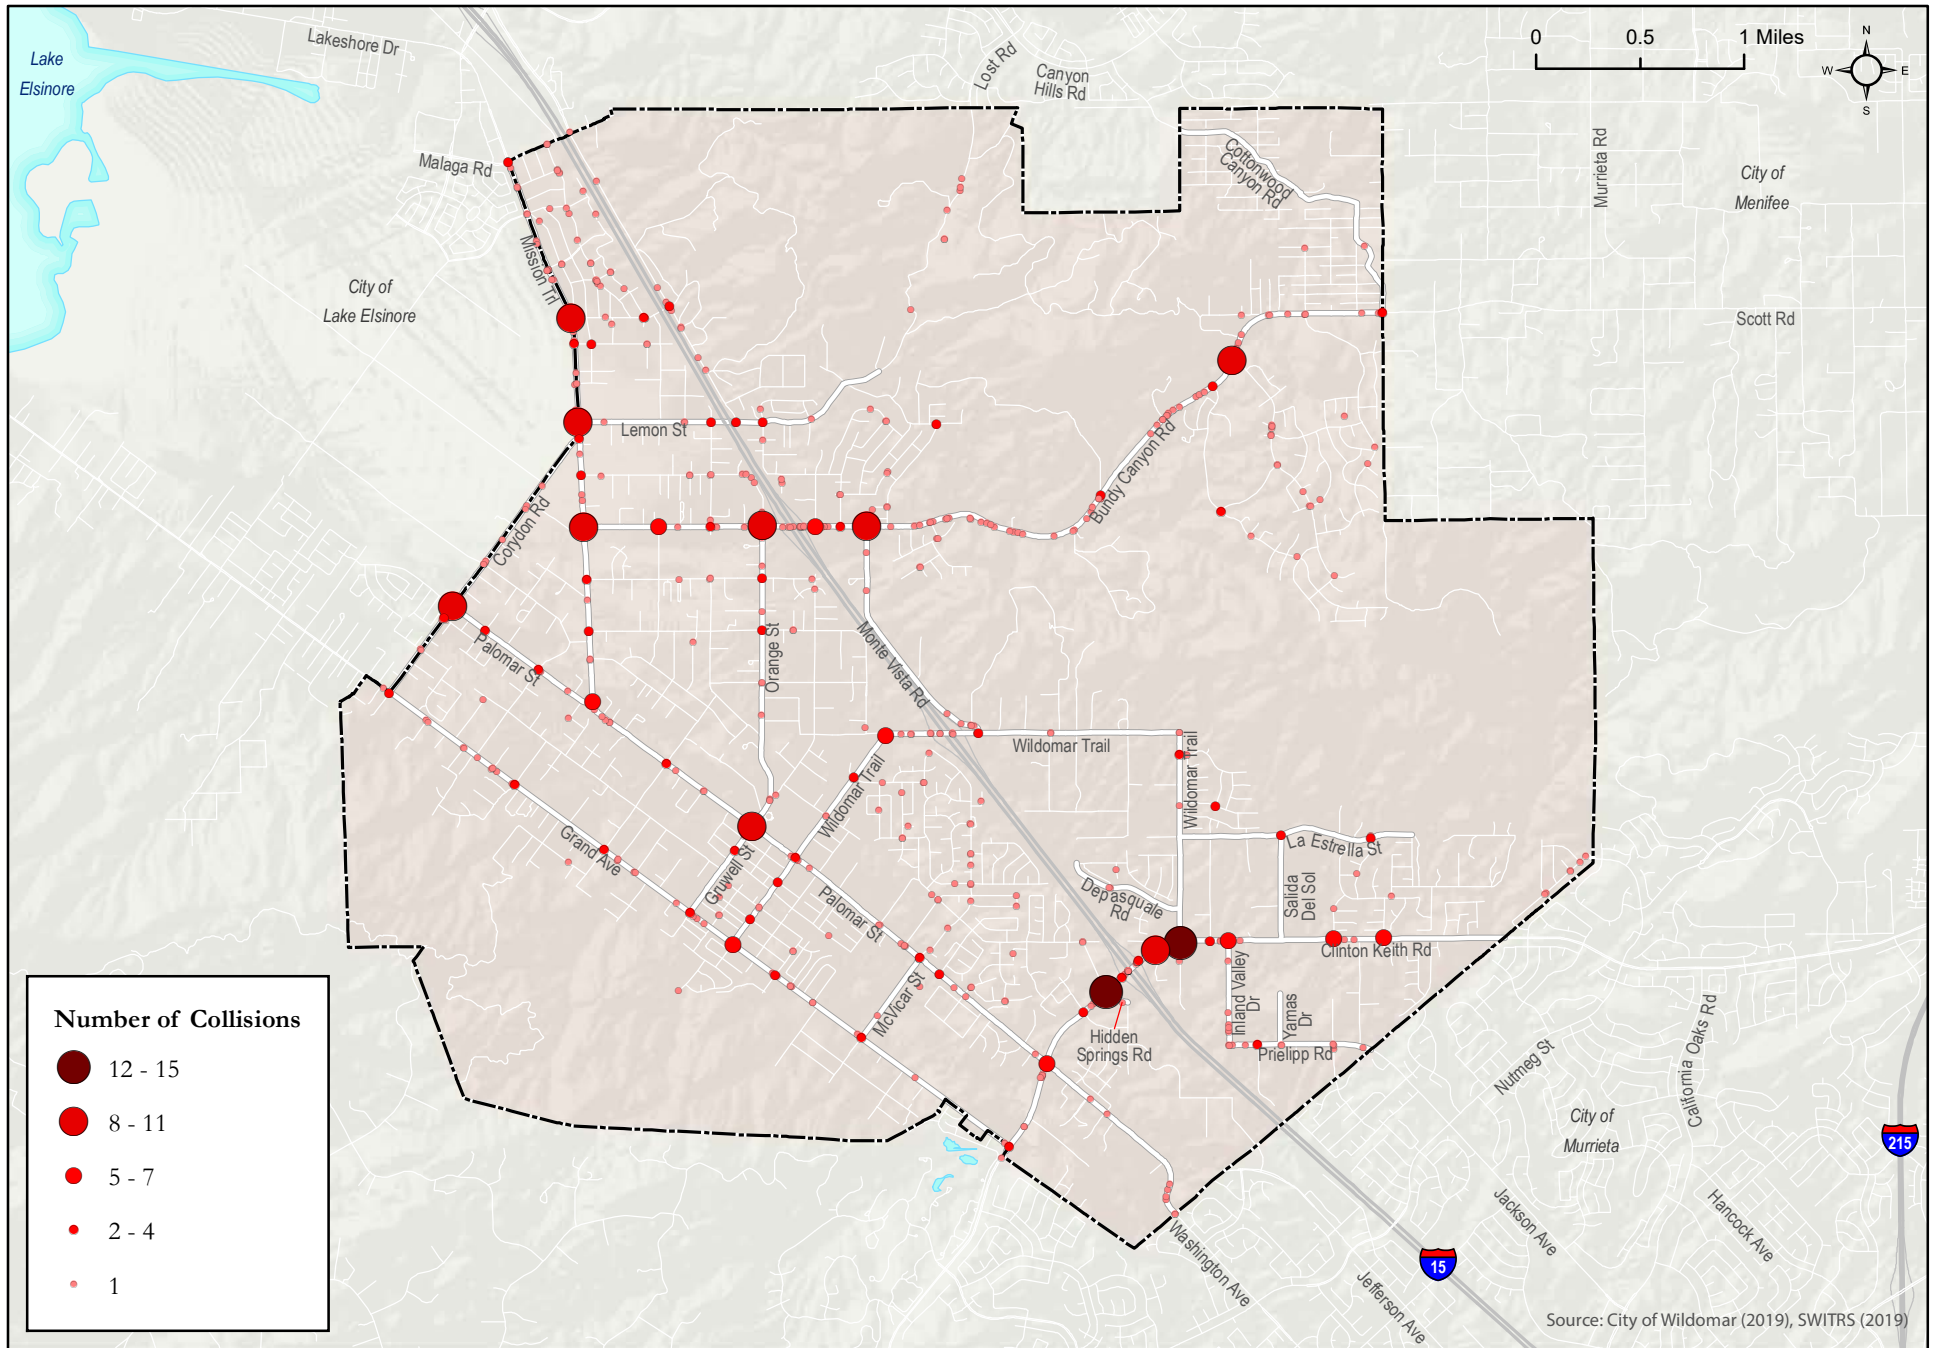 Lake
Elsinore
Lakeshore Dr
Lost Rd
Canyon
Hills Rd
0 0.5 1 Miles
N
W E
S
Malaga Rd
Cottonwood
Canyon Rd
Murrieta Rd
City of
Menifee
Mission Trl
City of
Lake Elsinore
Scott Rd
Lemon St
Bundy Canyon Rd
Corydon Rd
Palomar St
Orange St
Monte Vista Rd
Wildomar Trail
Wildomar Trail
Wildomar Trail
Grand Ave
Gruwell St
La Estrella St
Depasquale
Rd
Salida
Del Sol
Palomar St
Clinton Keith Rd
McVicar St
Inland Valley
Dr
Yamas
Dr
Hidden
Springs Rd
Prielipp Rd
Nutmeg St
California Oaks Rd
City of
Murrieta
215
Jackson Ave
Hancock Ave
Washington Ave
15
Jefferson Ave
Number of Collisions
12 - 15
8 - 11
5 - 7
2 - 4
1
Source: City of Wildomar (2019), SWITRS (2019)